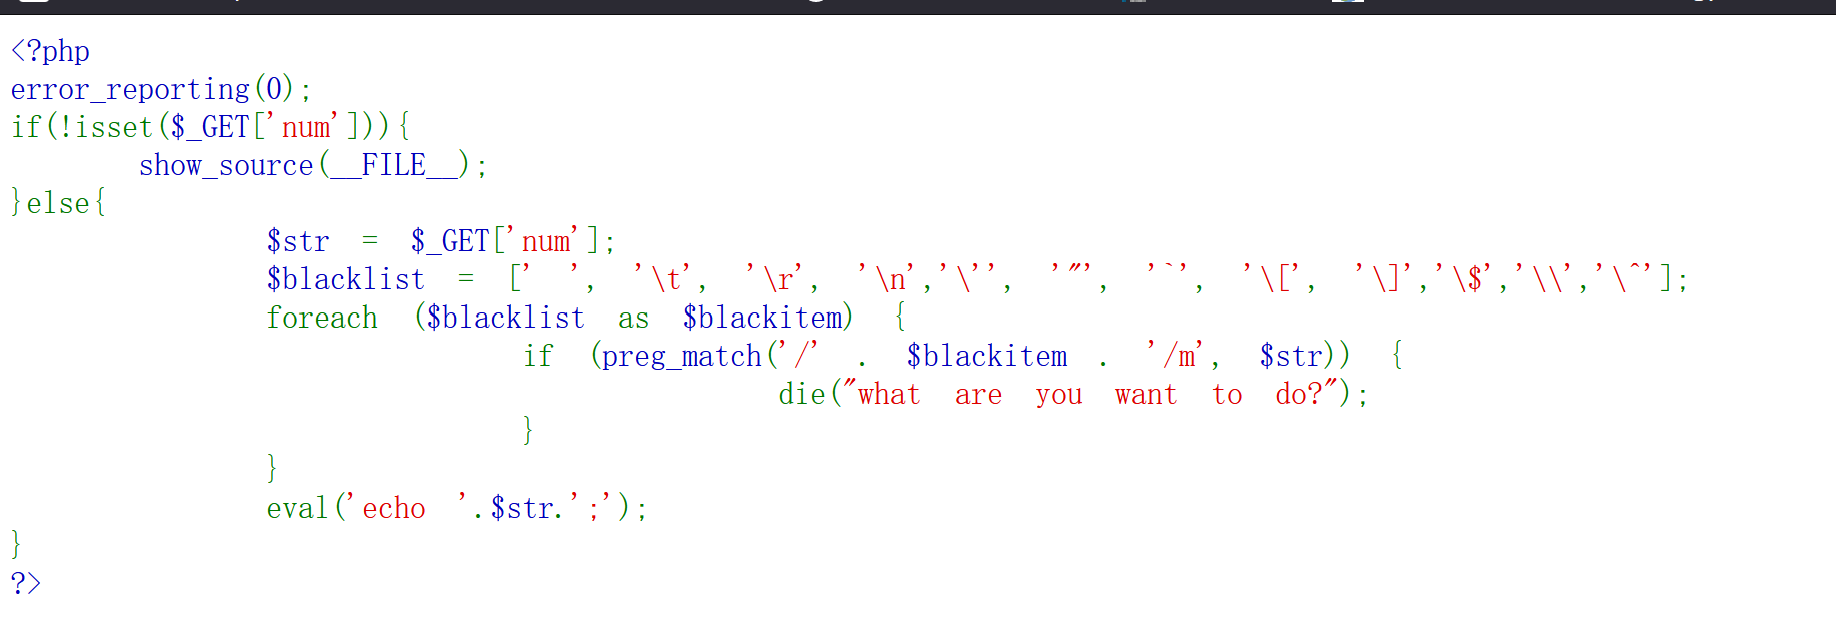 <?php
error_reporting(0);
if(!isset($_GET['num'])){
show_source(__FILE__);
}else{
$str = $_GET['num'];
$blacklist = [' ', '\t', '\r', '\n','\'', '"', '`', '\[', '\]','\$','\\','\^'];
foreach ($blacklist as $blackitem) {
if (preg_match('/' . $blackitem . '/m', $str)) {
die("what are you want to do?");
}
}
eval('echo '.$str.';');
}
?>